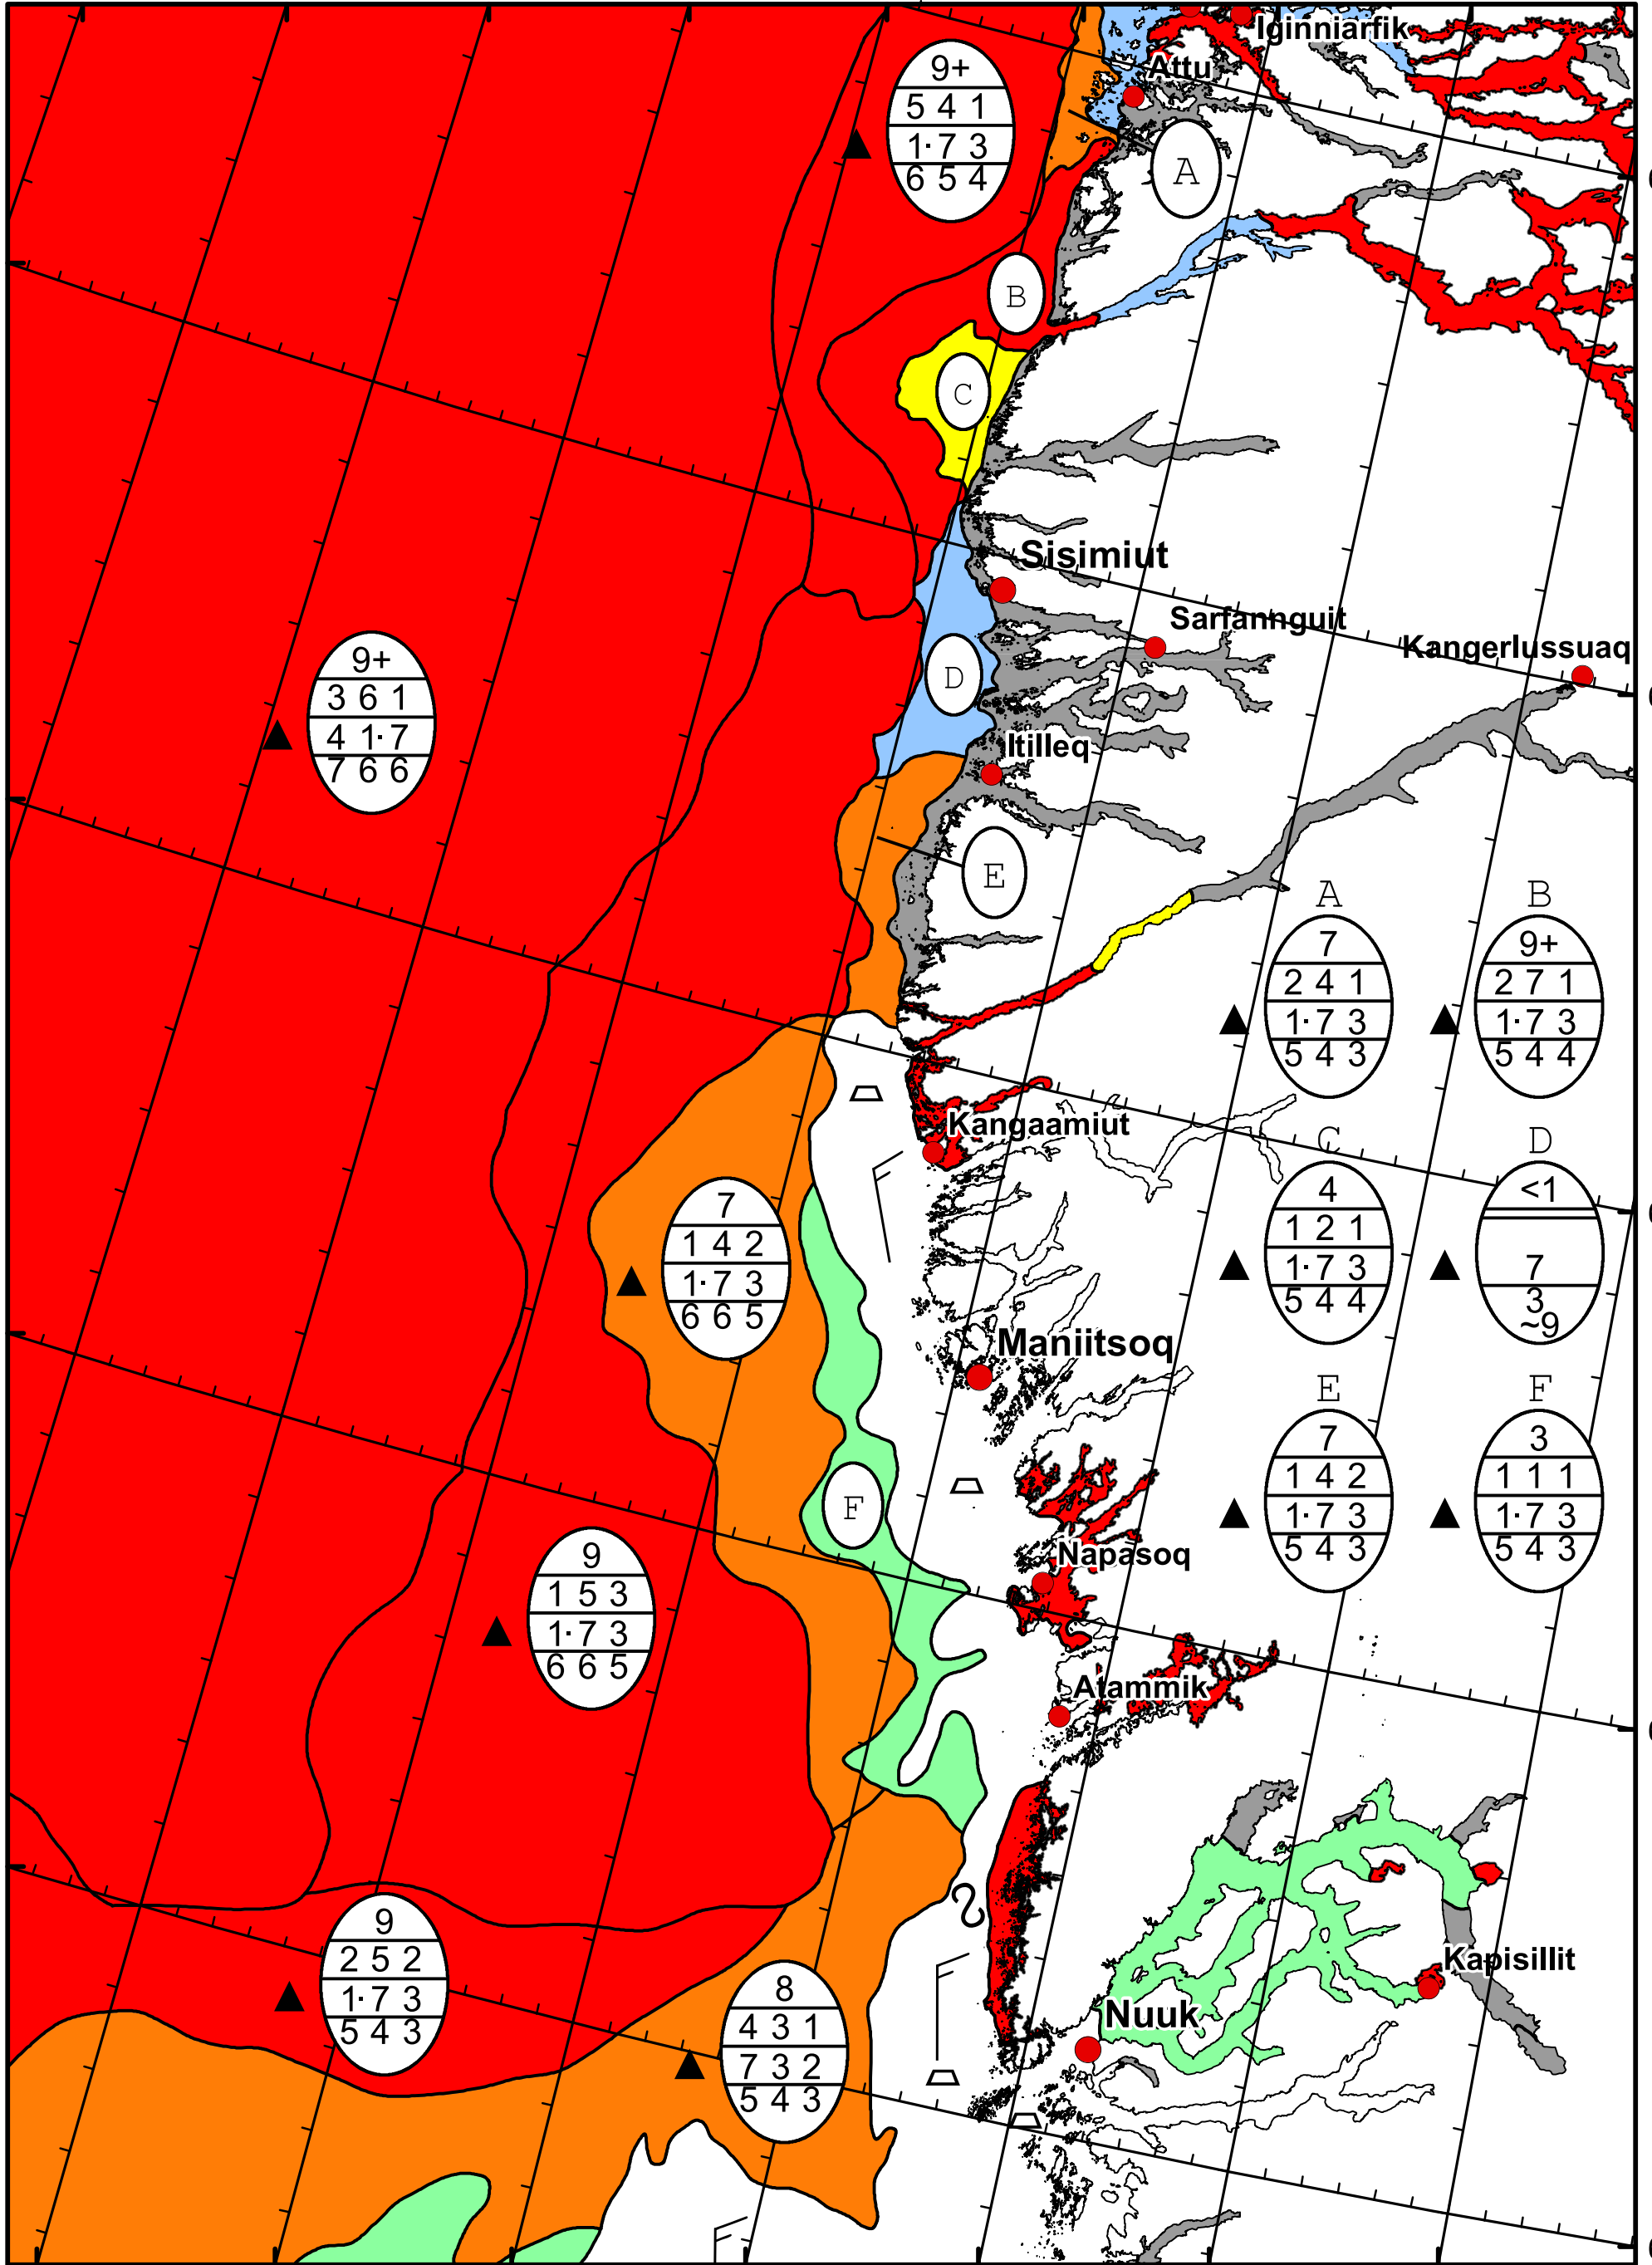 Iginniarfik
Attu
9+
5 4 1
1· 7 3
6 5 4
A
B
C
Sisimiut
Sarfannguit
Kangerlussuaq
9+
3 6 1
4 1· 7
7 6 6
D
Itilleq
E
A
7
2 4 1
1· 7 3
5 4 3
B
9+
2 7 1
1· 7 3
5 4 4
Kangaamiut
C
4
1 2 1
1· 7 3
5 4 4
D
<1
7
3
~9
7
1 4 2
1· 7 3
6 6 5
Maniitsoq
E
7
1 4 2
1· 7 3
5 4 3
F
3
1 1 1
1· 7 3
5 4 3
F
9
1 5 3
1· 7 3
6 6 5
Napasoq
Atammik
9
2 5 2
1· 7 3
5 4 3
8
4 3 1
7 3 2
5 4 3
Kapisillit
Nuuk